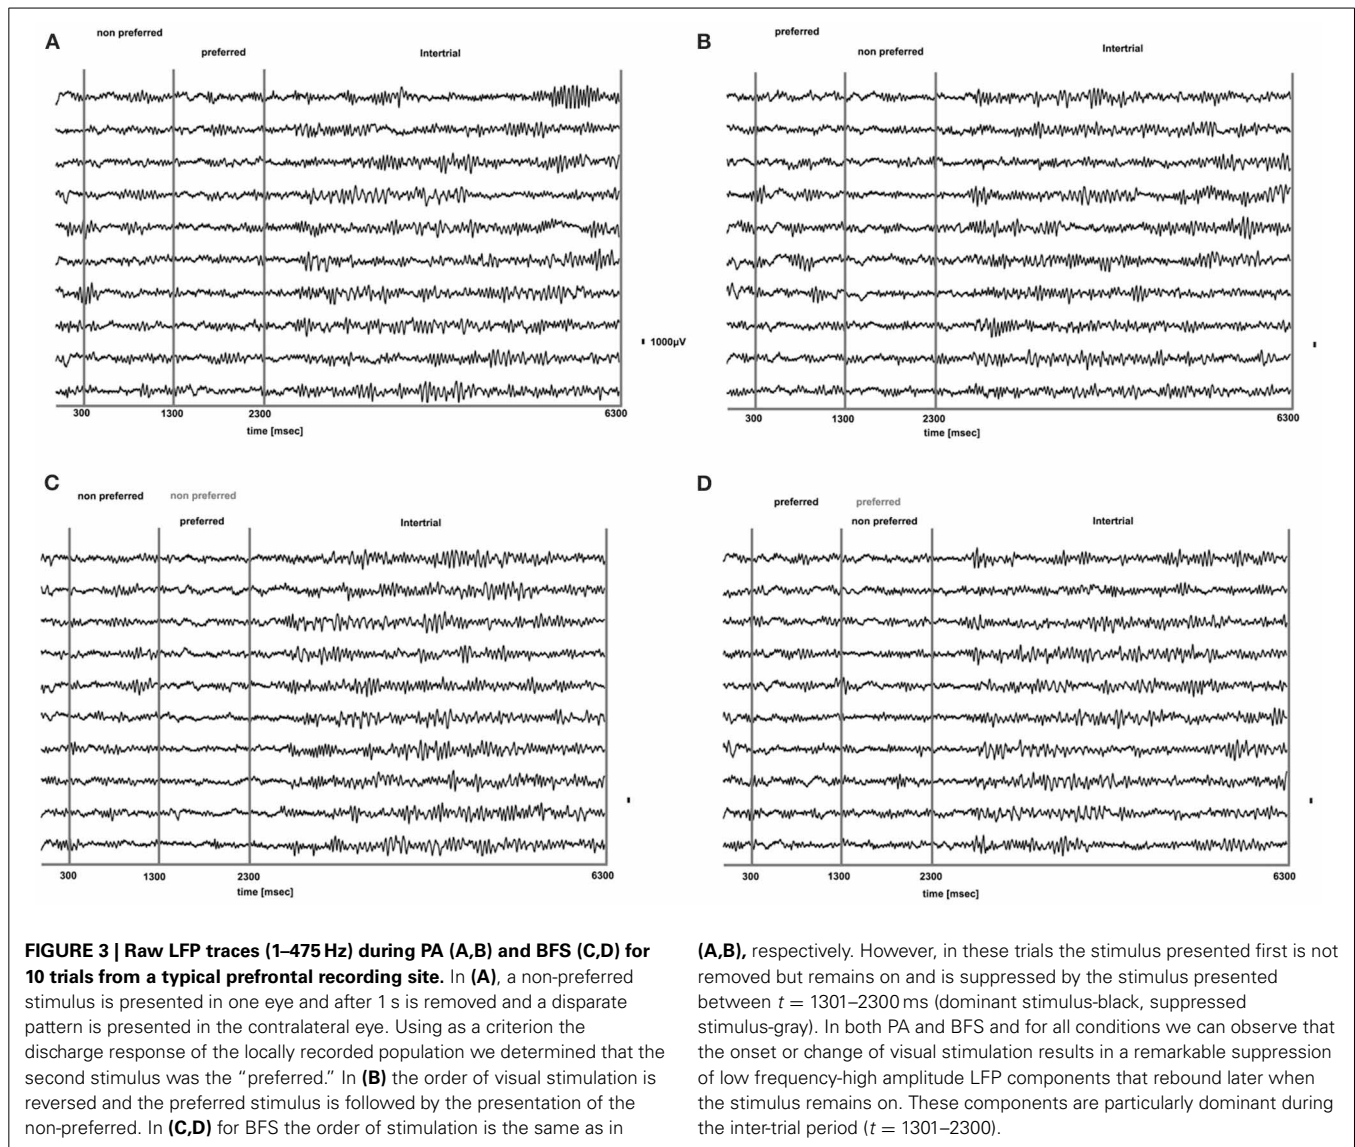 A
non preferred
preferred
Intertrial
1000µV
300 1300 2300 6300
time [msec]
B
preferred
non preferred
Intertrial
300 1300 2300 6300
time [msec]
C
non preferred non preferred
preferred
Intertrial
300 1300 2300 6300
time [msec]
D
preferred preferred
non preferred
Intertrial
300 1300 2300 6300
time [msec]
FIGURE 3 | Raw LFP traces (1–475 Hz) during PA (A,B) and BFS (C,D) for
10 trials from a typical prefrontal recording site. In (A), a non-preferred
stimulus is presented in one eye and after 1 s is removed and a disparate
pattern is presented in the contralateral eye. Using as a criterion the
discharge response of the locally recorded population we determined that the
second stimulus was the “preferred.” In (B) the order of visual stimulation is
reversed and the preferred stimulus is followed by the presentation of the
non-preferred. In (C,D) for BFS the order of stimulation is the same as in
(A,B), respectively. However, in these trials the stimulus presented first is not
removed but remains on and is suppressed by the stimulus presented
between t = 1301–2300 ms (dominant stimulus-black, suppressed
stimulus-gray). In both PA and BFS and for all conditions we can observe that
the onset or change of visual stimulation results in a remarkable suppression
of low frequency-high amplitude LFP components that rebound later when
the stimulus remains on. These components are particularly dominant during
the inter-trial period (t = 1301–2300).